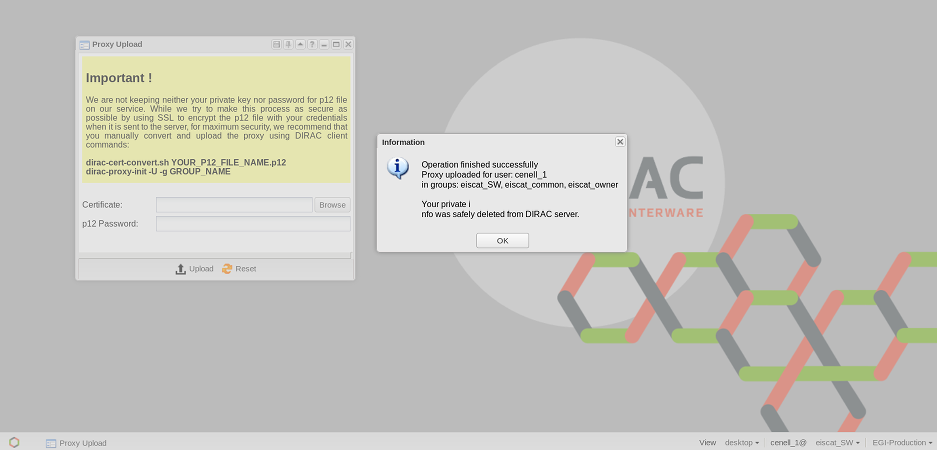 Proxy Upload
Important !
We are not keeping neither your private key nor password for p12 file
on our service. While we try to make this process as secure as
possible by using SSL to encrypt the p12 file with your credentials
when it is sent to the server, for maximum security, we recommend that
you manually convert and upload the proxy using DIRAC client
commands:
dirac-cert-convert.sh YOUR_P12_FILE_NAME.p12
dirac-proxy-init -U -g GROUP_NAME
Certificate:
Browse
p12 Password:
Upload Reset
Information
Operation finished successfully
Proxy uploaded for user: cenell_1
in groups: eiscat_SW, eiscat_common, eiscat_owner
Your private i
nfo was safely deleted from DIRAC server.
OK
RAC
NTERWARE
Proxy Upload
View desktop cenell_1@ eiscat_SW EGI-Production